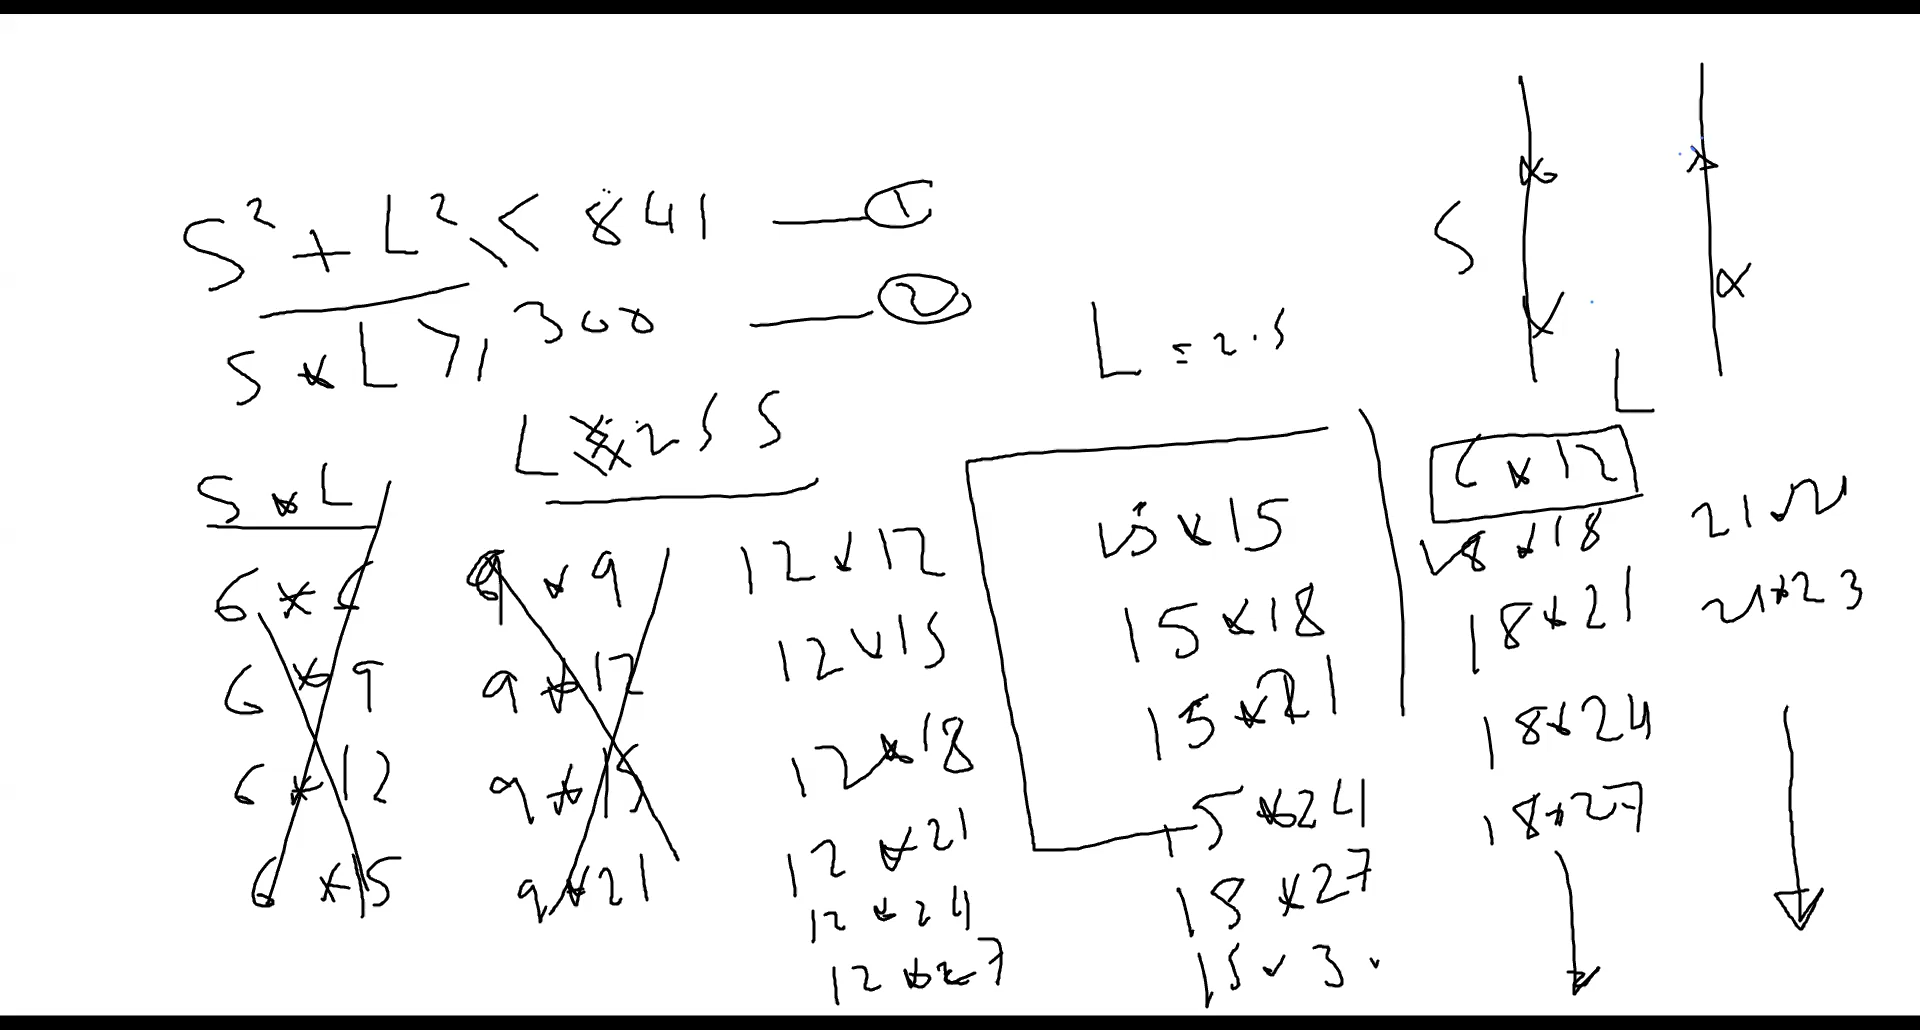 S² + L² ≤ 841 — ①
S * L ≥ 300 — ②
S
L
L = 2.5
L ≤ 2.5 S
S * L
6 * 6
6 * 9
6 * 12
6 * 15
9 * 9
9 * 12
9 * 15
9 * 21
12 * 12
12 * 15
12 * 18
12 * 21
12 * 24
12 * 27
15 * 15
15 * 18
15 * 21
15 * 24
15 * 27
15 * 30
6 * 12
18 * 18
18 * 21
18 * 24
18 * 27
21 * 21
21 * 23